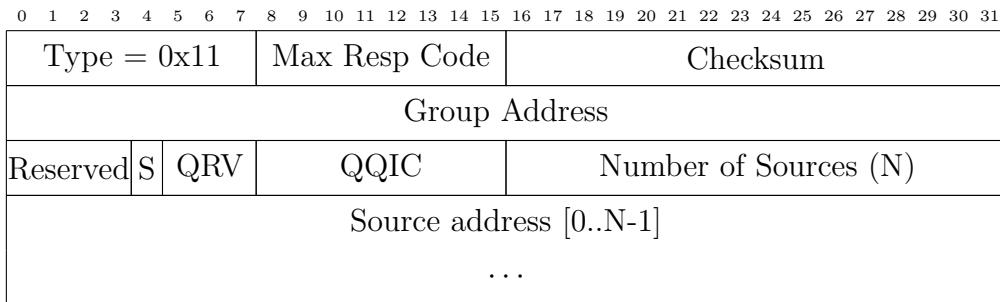 0 1 2 3 4 5 6 7 8 9 10 11 12 13 14 15 16 17 18 19 20 21 22 23 24 25 26 27 28 29 30 31
Type = 0x11 Max Resp Code Checksum
Group Address
Reserved S QRV QQIC Number of Sources (N)
Source address [0..N-1]
...